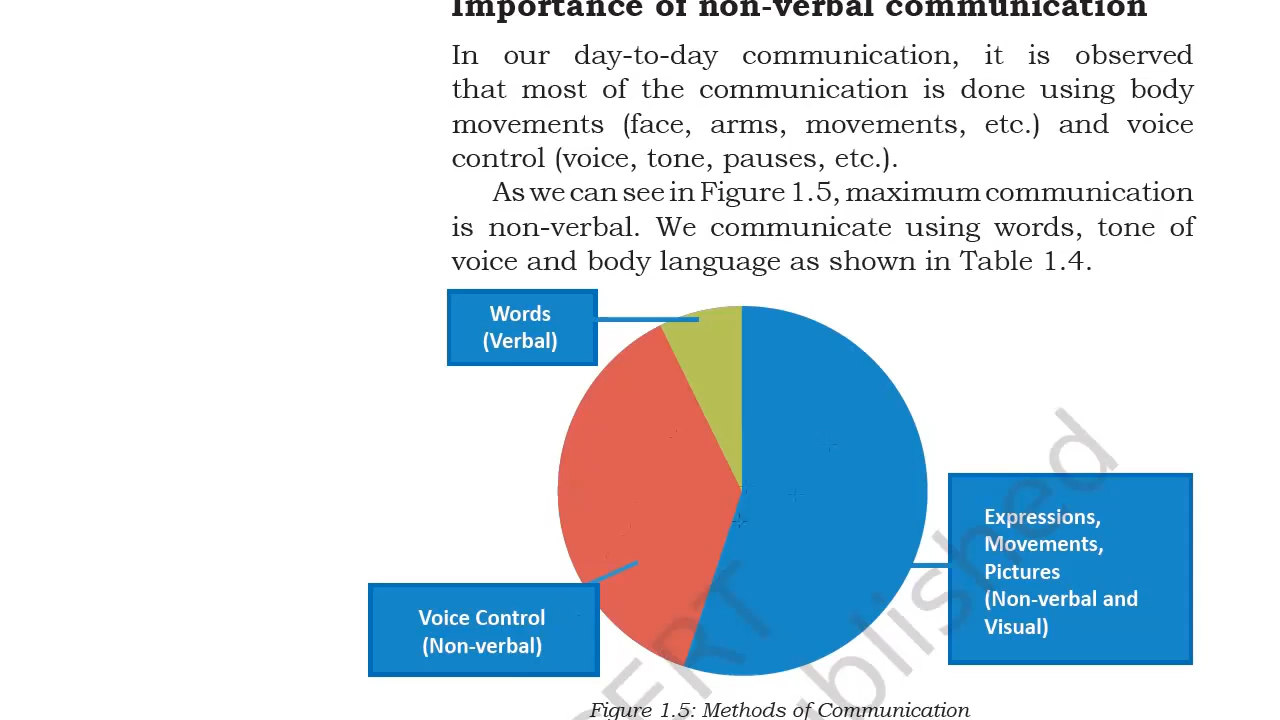 Importance of non-verbal communication
In our day-to-day communication, it is observed
that most of the communication is done using body
movements (face, arms, movements, etc.) and voice
control (voice, tone, pauses, etc.).
As we can see in Figure 1.5, maximum communication
is non-verbal. We communicate using words, tone of
voice and body language as shown in Table 1.4.
Words
(Verbal)
Expressions,
Movements,
Pictures
(Non-verbal and
Visual)
Voice Control
(Non-verbal)
Figure 1.5: Methods of Communication